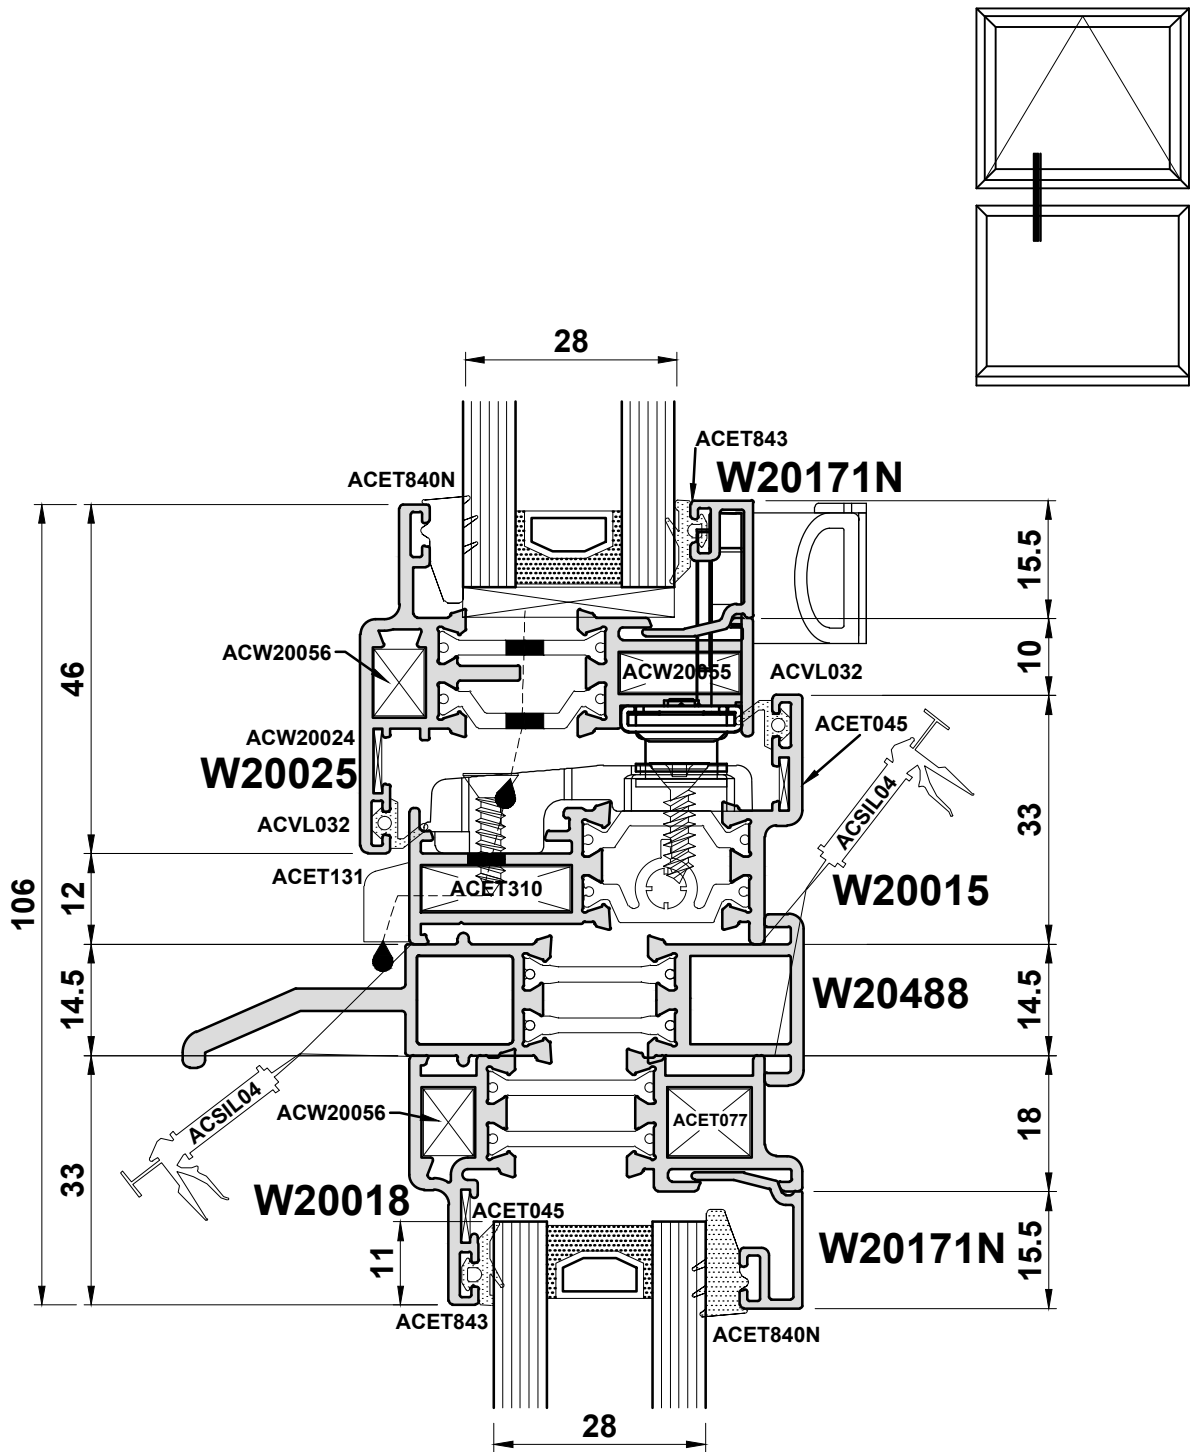 28
ACET843
W20171N
ACET840N
15.5
ACW20056
ACW20055
ACVL032
10
46
ACW20024
ACET045
W20025
ACSIL04
33
ACVL032
ACET131
ACET310
W20015
106
12
14.5
W20488
14.5
ACSIL04
ACW20056
ACET077
18
33
W20018
ACET045
W20171N
15.5
11
ACET843
ACET840N
28